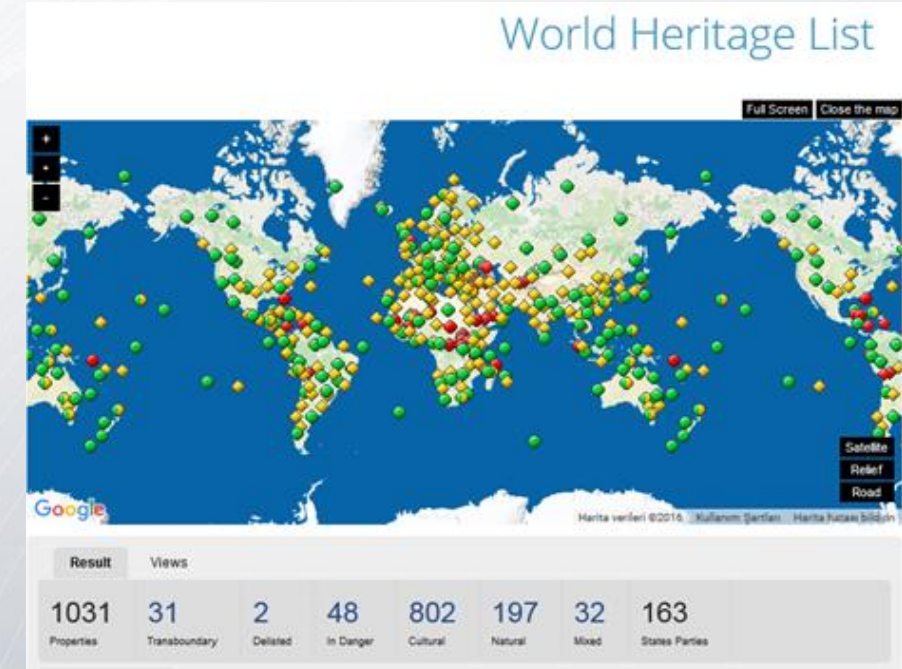 World Heritage List
Full Screen Close the map
+
-
Satellite
Relief
Road
Google
Harita verileri ©2016 Kullanım Şartları Harita hatası bildirin
Result Views
1031 31 2 48 802 197 32 163
Properties Transboundary Delisted In Danger Cultural Natural Mixed States Parties